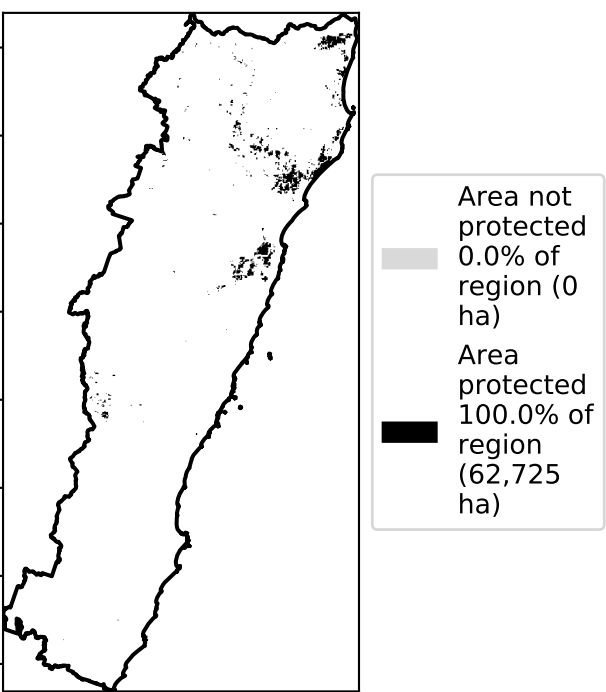 Area not
protected
0.0% of
region (0
ha)
Area
protected
100.0% of
region
(62,725
ha)